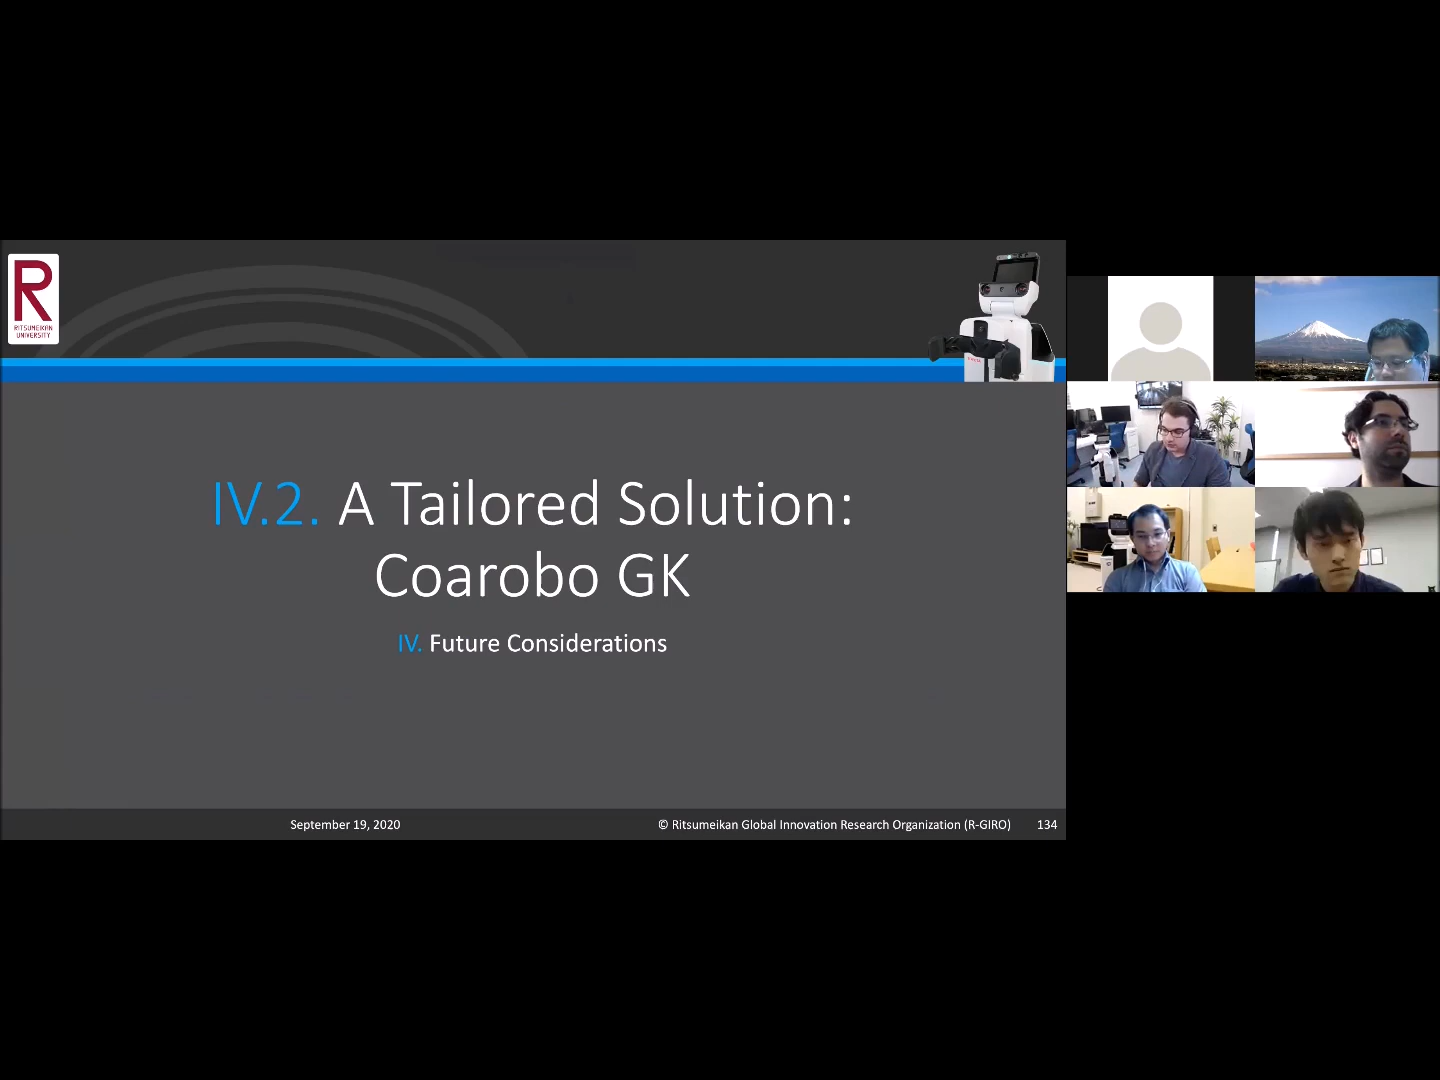 R
RITSUMEIKAN
UNIVERSITY
IV.2. A Tailored Solution:
Coarobo GK
IV. Future Considerations
September 19, 2020
© Ritsumeikan Global Innovation Research Organization (R-GIRO)
134